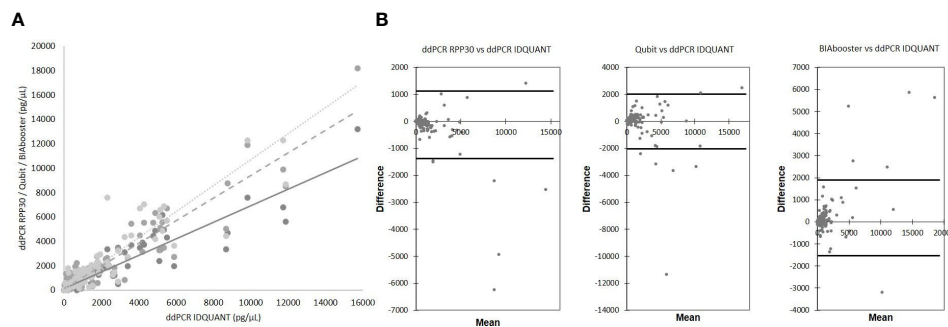 A
B
20000
18000
16000
14000
12000
10000
8000
6000
4000
2000
0
0 2000 4000 6000 8000 10000 12000 14000 16000
ddPCR RPP30 / Qubit / BIAbooster (pg/µL)
ddPCR IDQUANT (pg/µL)
ddPCR RPP30 vs ddPCR IDQUANT
2000
1000
0
-1000
-2000
-3000
-4000
-5000
-6000
-7000
0 5000 10000 15000
Difference
Mean
Qubit vs ddPCR IDQUANT
4000
2000
0
-2000
-4000
-6000
-8000
-10000
-12000
-14000
0 5000 10000 15000
Difference
Mean
BIAbooster vs ddPCR IDQUANT
7000
6000
5000
4000
3000
2000
1000
0
-1000
-2000
-3000
-4000
0 5000 10000 15000 20000
Difference
Mean